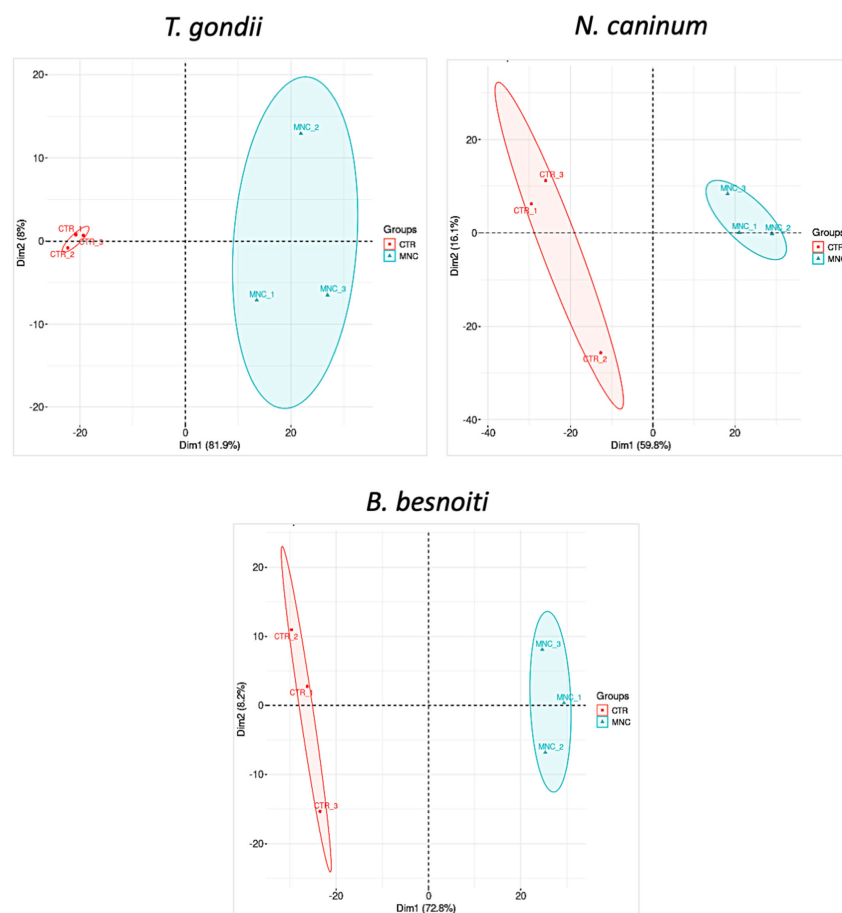 T. gondii
N. caninum
20
10
0
-10
-20
-20
0
20
Dim2 (8%)
Dim1 (81.9%)
MNC_2
CTR_1
CTR_3
CTR_2
MNC_1
MNC_3
Groups
CTR
MNC
20
0
-20
-40
-40
-20
0
20
Dim2 (16.1%)
Dim1 (59.8%)
CTR_3
CTR_1
MNC_3
MNC_1
MNC_2
CTR_2
Groups
CTR
MNC
B. besnoiti
20
10
0
-10
-20
-20
0
20
Dim2 (8.2%)
Dim1 (72.8%)
CTR_2
CTR_1
MNC_3
MNC_1
MNC_2
CTR_3
Groups
CTR
MNC